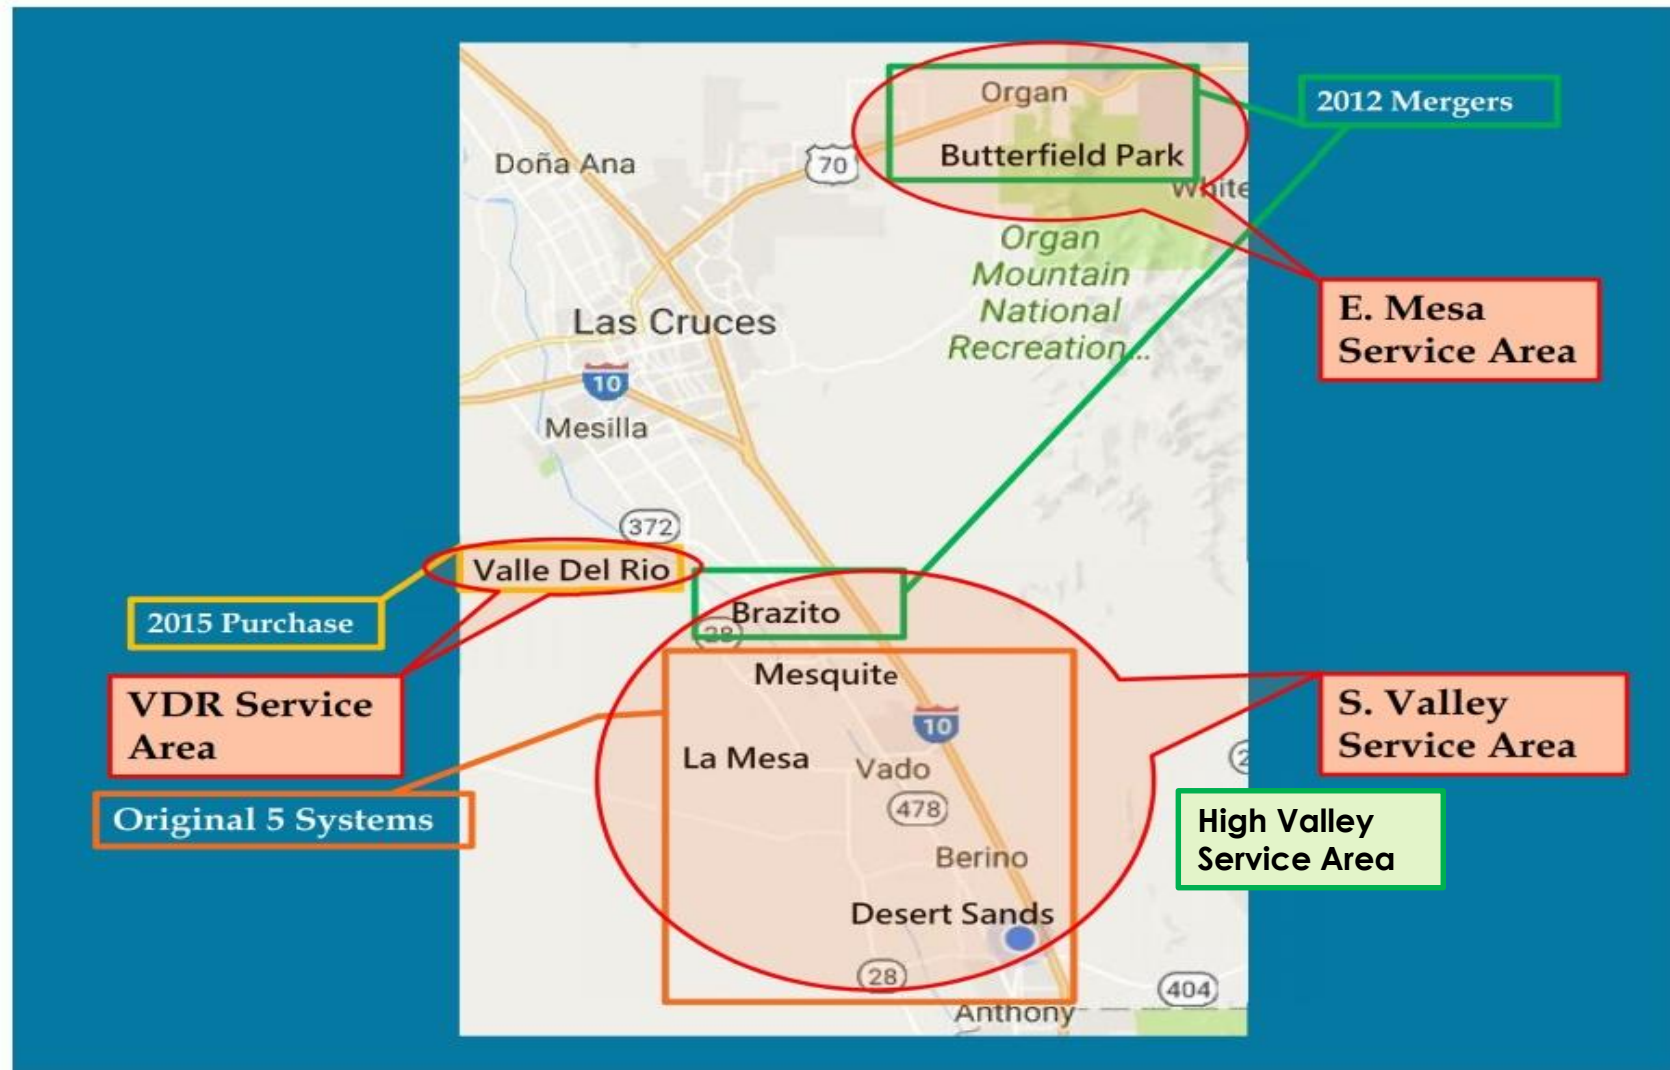 Organ
2012 Mergers
Doña Ana
70
Butterfield Park
White
Organ
Mountain
National
Recreation...
E. Mesa
Service Area
Las Cruces
10
Mesilla
372
Valle Del Rio
2015 Purchase
Brazito
28
Mesquite
VDR Service
Area
S. Valley
Service Area
10
La Mesa
Vado
478
Original 5 Systems
High Valley
Service Area
Berino
Desert Sands
28
404
Anthony